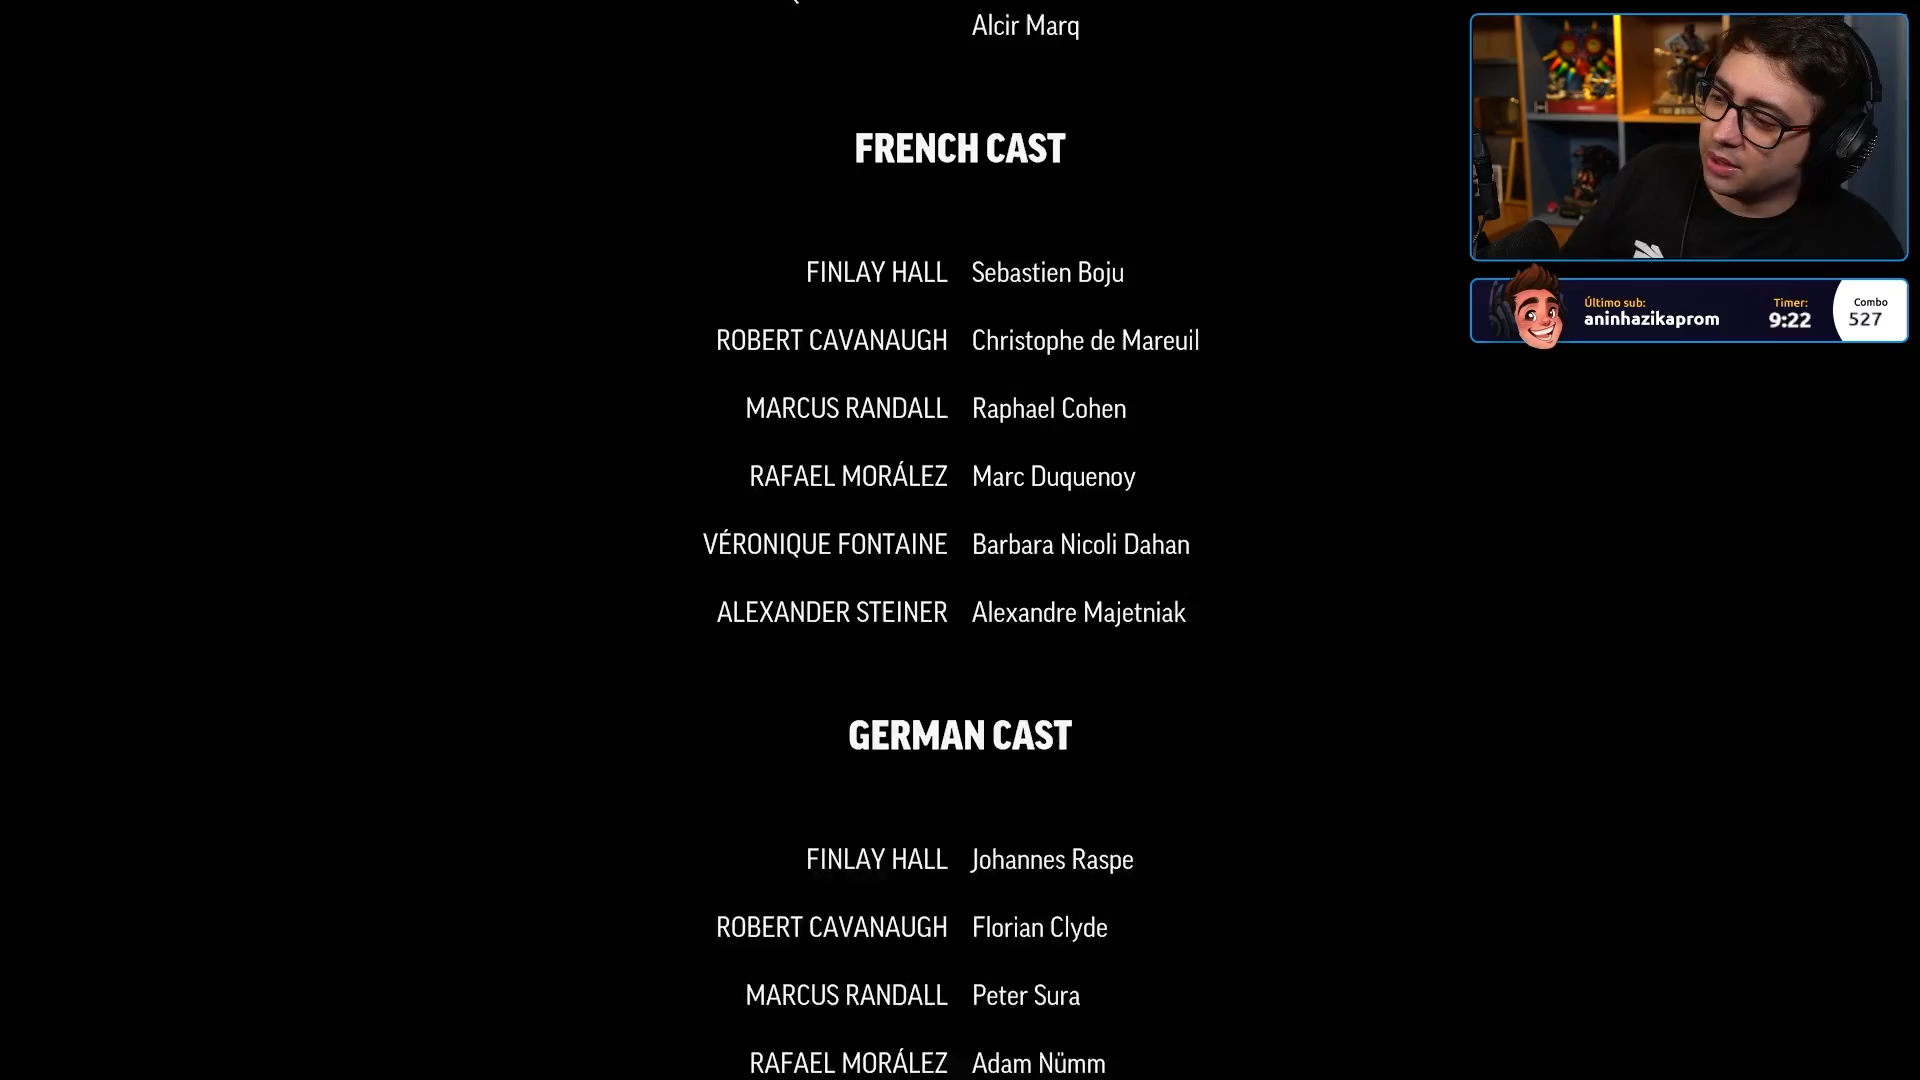 Alcir Marq
FRENCH CAST
FINLAY HALL Sebastien Boju
ROBERT CAVANAUGH Christophe de Mareuil
MARCUS RANDALL Raphael Cohen
RAFAEL MORÁLEZ Marc Duquenoy
VÉRONIQUE FONTAINE Barbara Nicoli Dahan
ALEXANDER STEINER Alexandre Majetniak
GERMAN CAST
FINLAY HALL Johannes Raspe
ROBERT CAVANAUGH Florian Clyde
MARCUS RANDALL Peter Sura
RAFAEL MORÁLEZ Adam Nümm
Último sub:
aninhazikaprom
Timer:
9:22
Combo
527